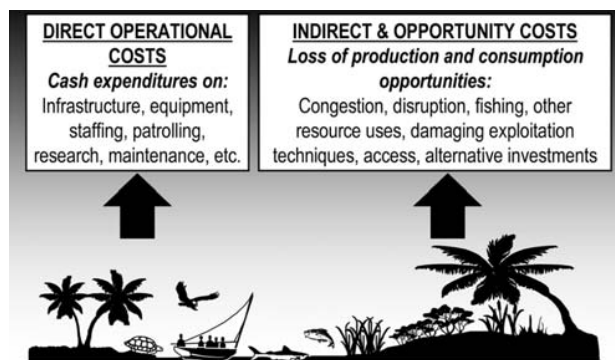 DIRECT OPERATIONAL
COSTS
Cash expenditures on:
Infrastructure, equipment,
staffing, patrolling,
research, maintenance, etc.
INDIRECT & OPPORTUNITY COSTS
Loss of production and consumption
opportunities:
Congestion, disruption, fishing, other
resource uses, damaging exploitation
techniques, access, alternative investments